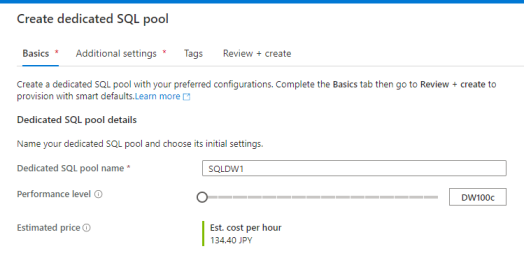 Create dedicated SQL pool
Basics * Additional settings * Tags Review + create
Create a dedicated SQL pool with your preferred configurations. Complete the Basics tab then go to Review + create to
provision with smart defaults.Learn more
Dedicated SQL pool details
Name your dedicated SQL pool and choose its initial settings.
Dedicated SQL pool name * SQLDW1
Performance level DW100c
Estimated price Est. cost per hour
134.40 JPY